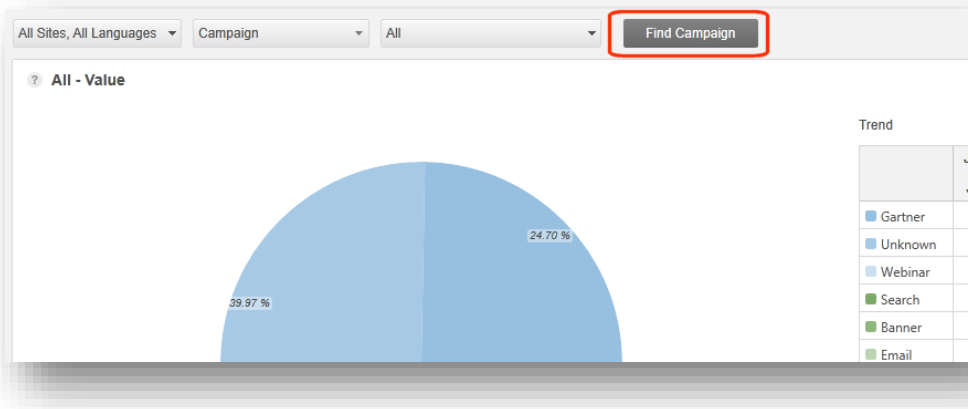 All Sites, All Languages Campaign All Find Campaign
? All - Value
Trend
24.70 %
39.97 %
Gartner
Unknown
Webinar
Search
Banner
Email